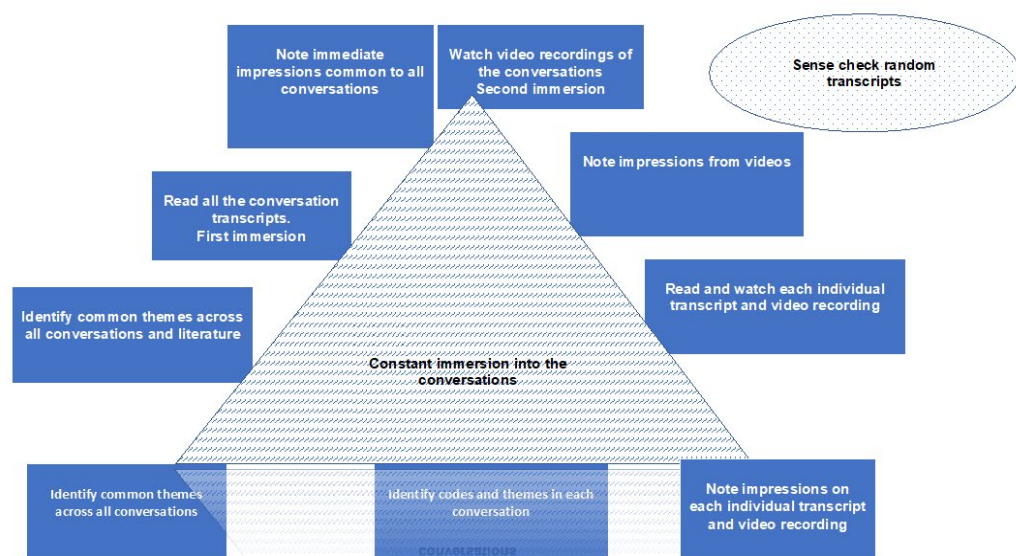 Note immediate
impressions common to all
conversations
Watch video recordings of
the conversations
Second immersion
Sense check random
transcripts
Note impressions from videos
Read all the conversation
transcripts.
First immersion
Read and watch each individual
transcript and video recording
Identify common themes across
all conversations and literature
Constant immersion into the
conversations
Identify common themes
across all conversations
Identify codes and themes in each
conversation
Note impressions on
each individual transcript
and video recording
conversations